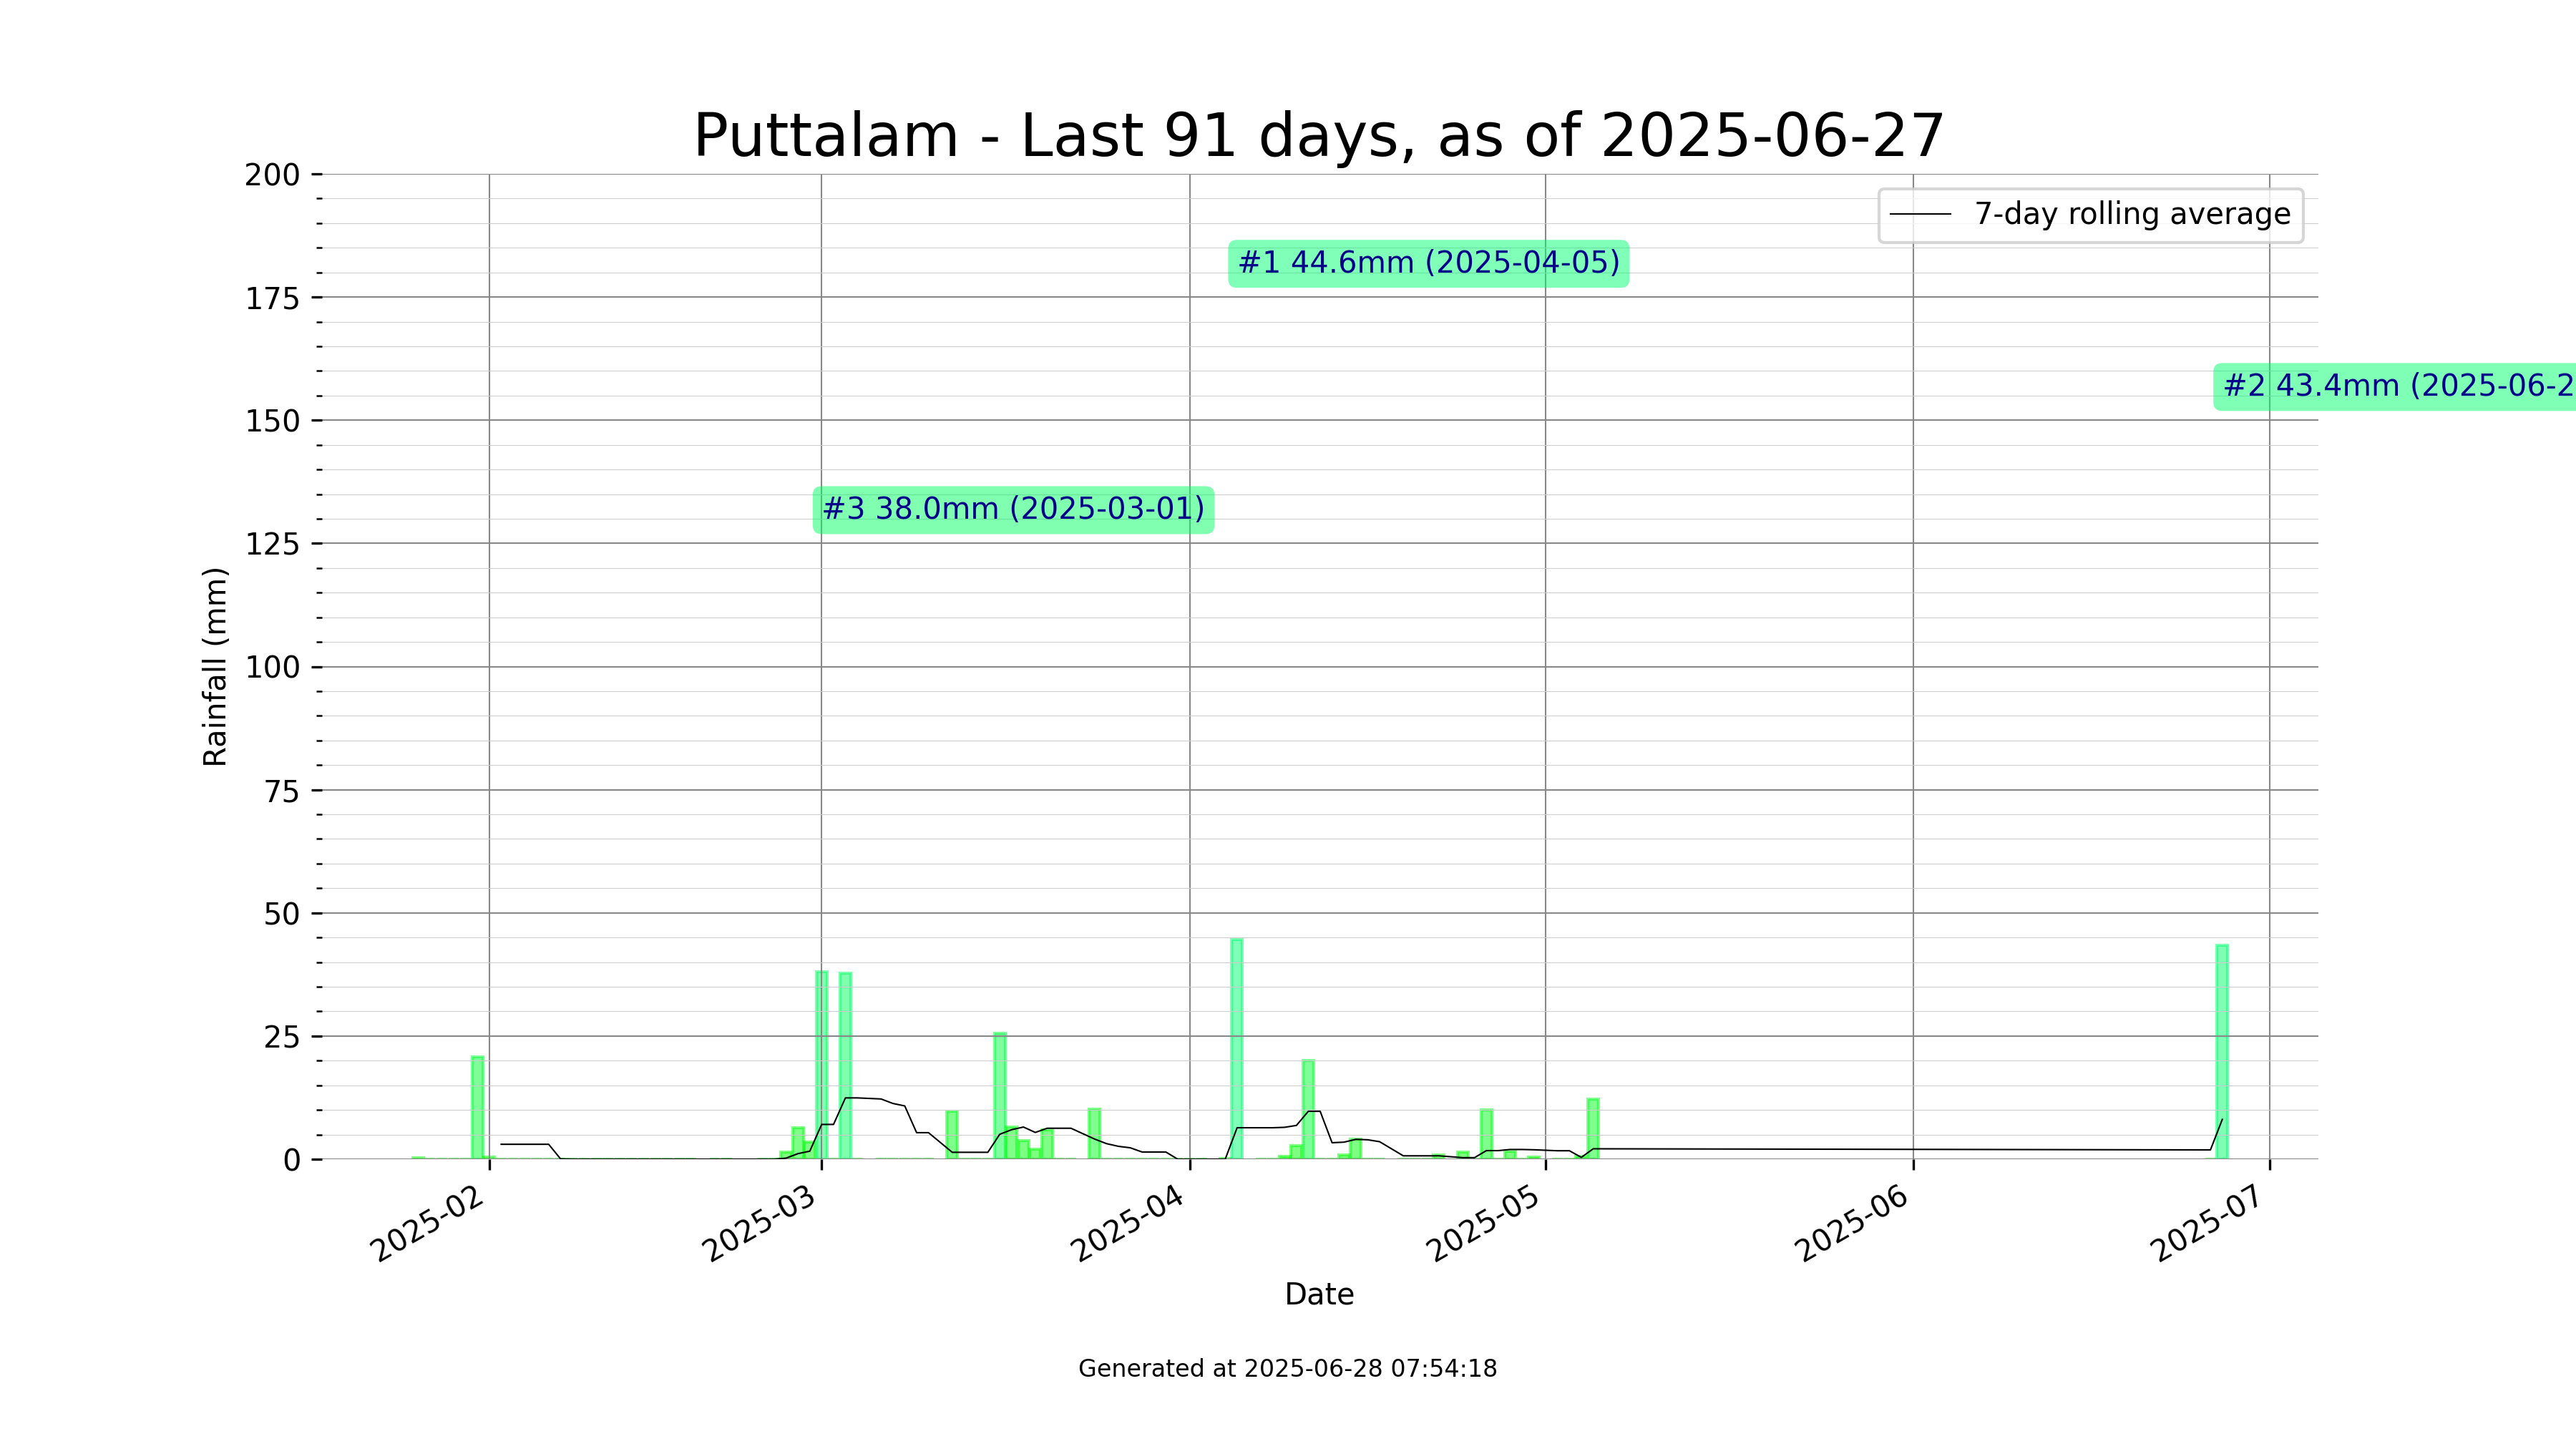 Puttalam - Last 91 days, as of 2025-06-27
200
175
150
125
100
75
50
25
0
Rainfall (mm)
7-day rolling average
#1 44.6mm (2025-04-05)
#2 43.4mm (2025-06-2
#3 38.0mm (2025-03-01)
2025-02
2025-03
2025-04
2025-05
2025-06
2025-07
Date
Generated at 2025-06-28 07:54:18